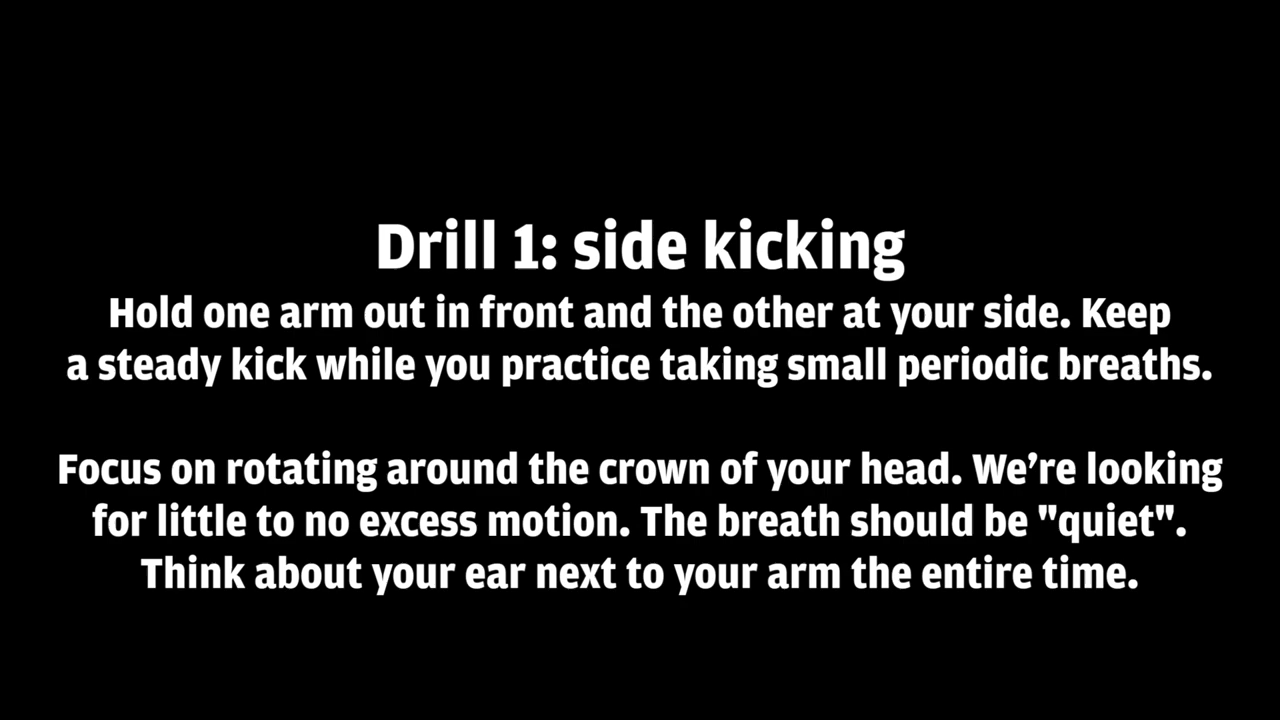 Drill 1: side kicking
Hold one arm out in front and the other at your side. Keep
a steady kick while you practice taking small periodic breaths.
Focus on rotating around the crown of your head. We’re looking
for little to no excess motion. The breath should be "quiet".
Think about your ear next to your arm the entire time.